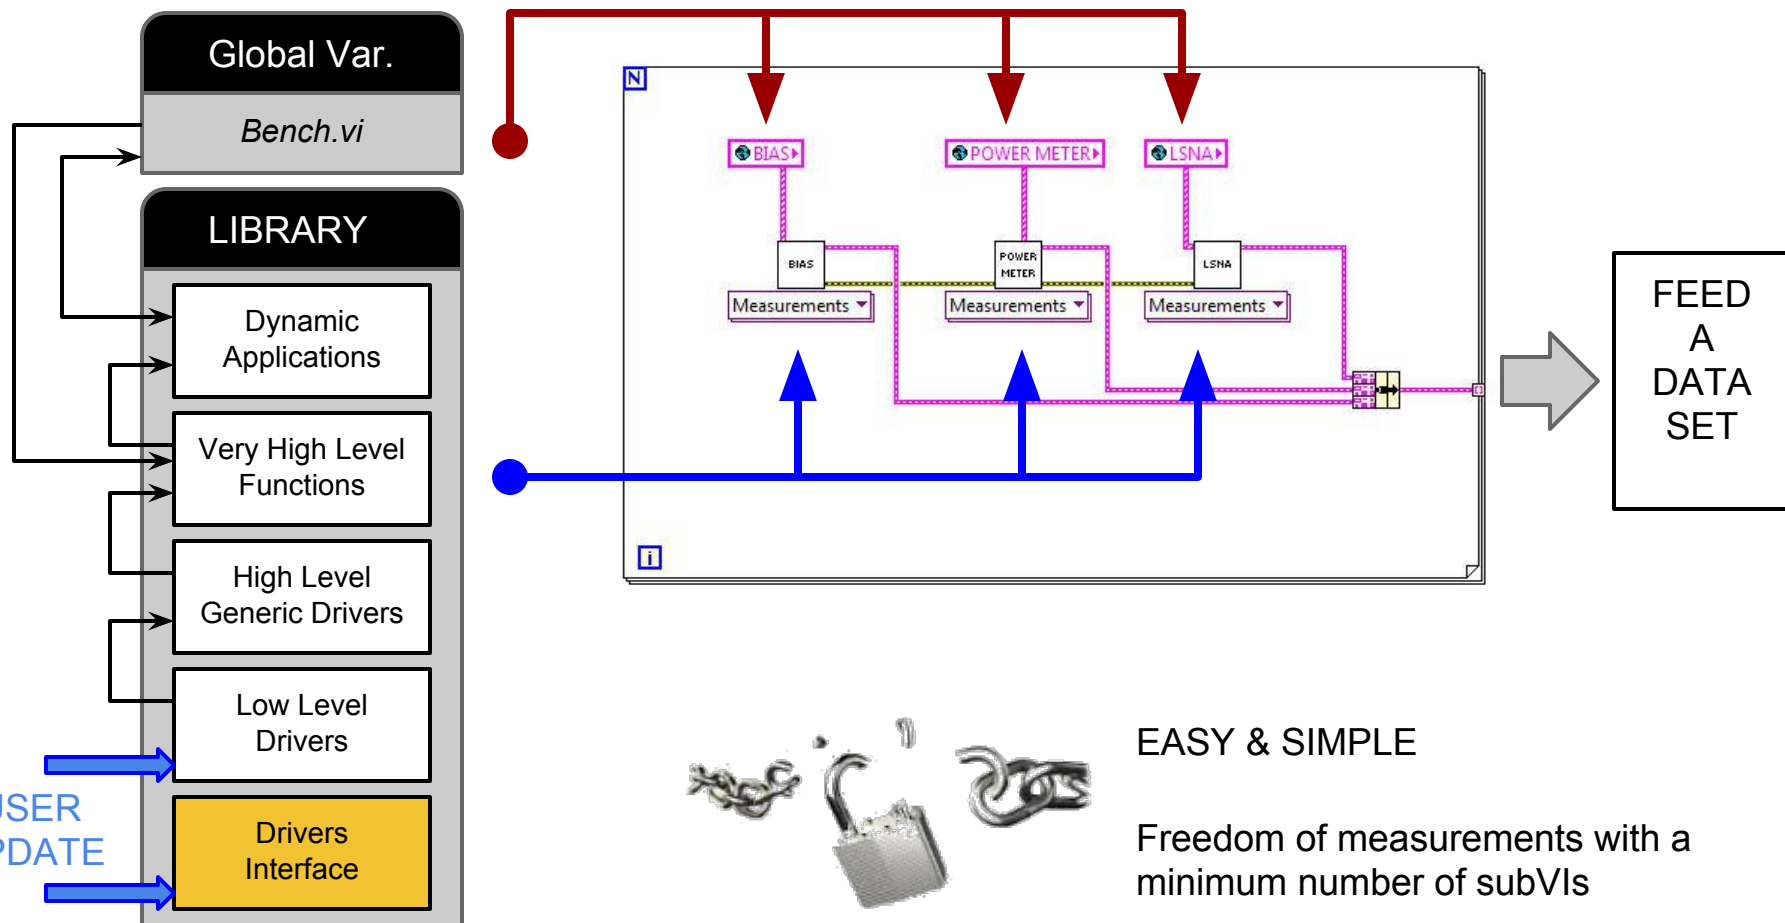 Global Var.
Bench.vi
LIBRARY
Dynamic
Applications
Very High Level
Functions
High Level
Generic Drivers
Low Level
Drivers
Drivers
Interface
USER
PDATE
N
BIAS
POWER METER
LSNA
BIAS
POWER
METER
LSNA
Measurements
Measurements
Measurements
i
FEED
A
DATA
SET
EASY & SIMPLE
Freedom of measurements with a
minimum number of subVIs